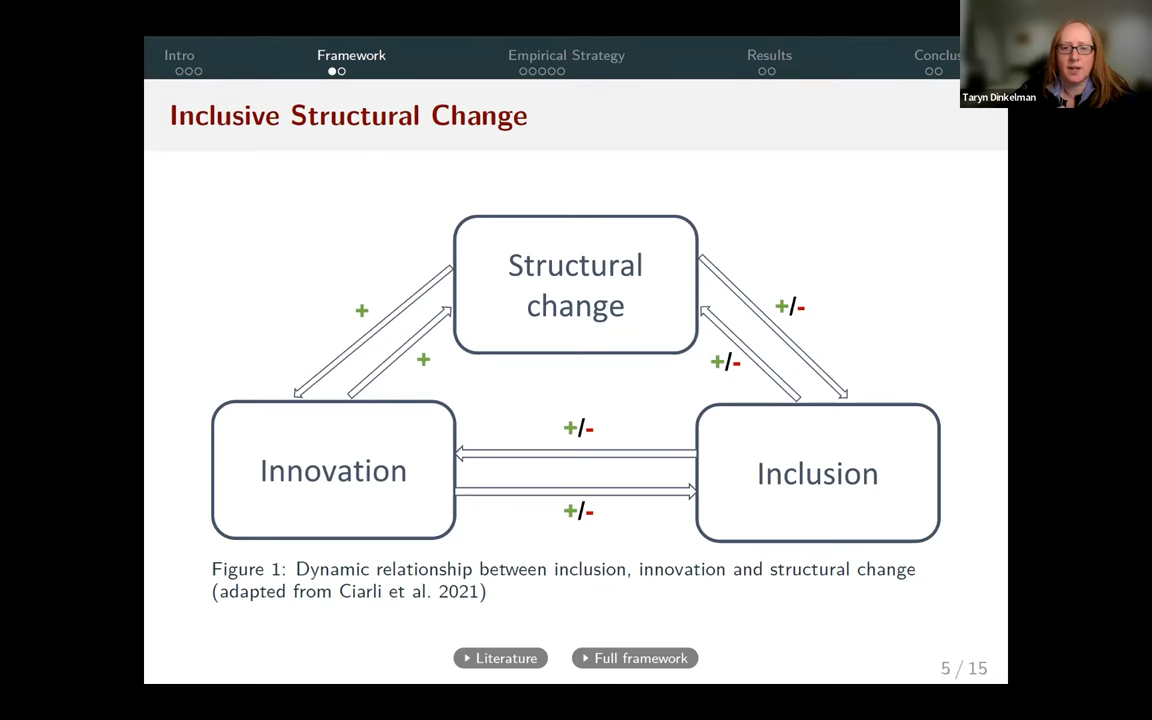 Intro Framework Empirical Strategy Results Conclus
Taryn Dinkelman
Inclusive Structural Change
Structural
change
+
+/-
+
+/-
+/-
Innovation
Inclusion
+/-
Figure 1: Dynamic relationship between inclusion, innovation and structural change
(adapted from Ciarli et al. 2021)
Literature Full framework
5 / 15